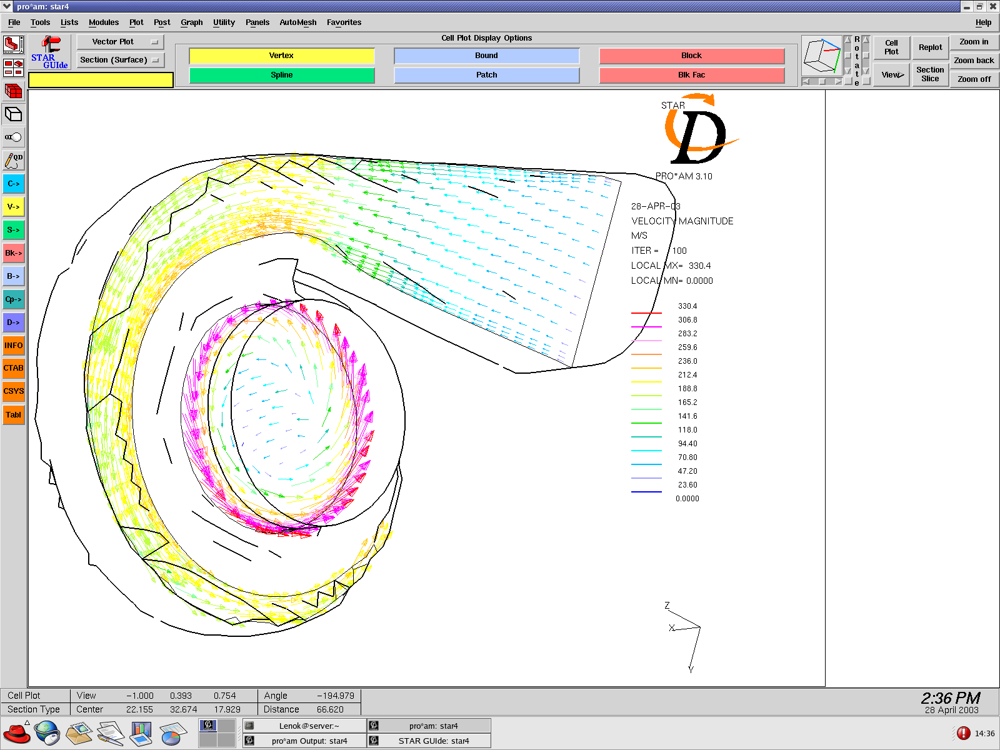 pro*am: star4
File Tools Lists Modules Plot Post Graph Utility Panels AutoMesh Favorites Help
STAR
GUIde
Vector Plot
Section (Surface)
Cell Plot Display Options
Vertex Bound Block
Spline Patch Blk Fac
Rotate
Cell
Plot
Replot
Zoom in
Zoom back
View->
Section
Slice
Zoom off
QD
C->
V->
S->
Bk->
B->
Cp->
D->
INFO
CTAB
CSYS
Tabl
STAR
D
PRO*AM 3.10
28-APR-03
VELOCITY MAGNITUDE
M/S
ITER = 100
LOCAL MX= 330.4
LOCAL MN= 0.0000
330.4
306.8
283.2
259.6
236.0
212.4
188.8
165.2
141.6
118.0
94.40
70.80
47.20
23.60
0.0000
Z
X
Y
Cell Plot View -1.000 0.393 0.754 Angle -194.979
Section Type Center 22.155 32.674 17.929 Distance 66.620
2:36 PM
28 April 2003
Lenok@server:~
pro*am: star4
pro*am Output: star4
STAR GUIde: star4
14:36